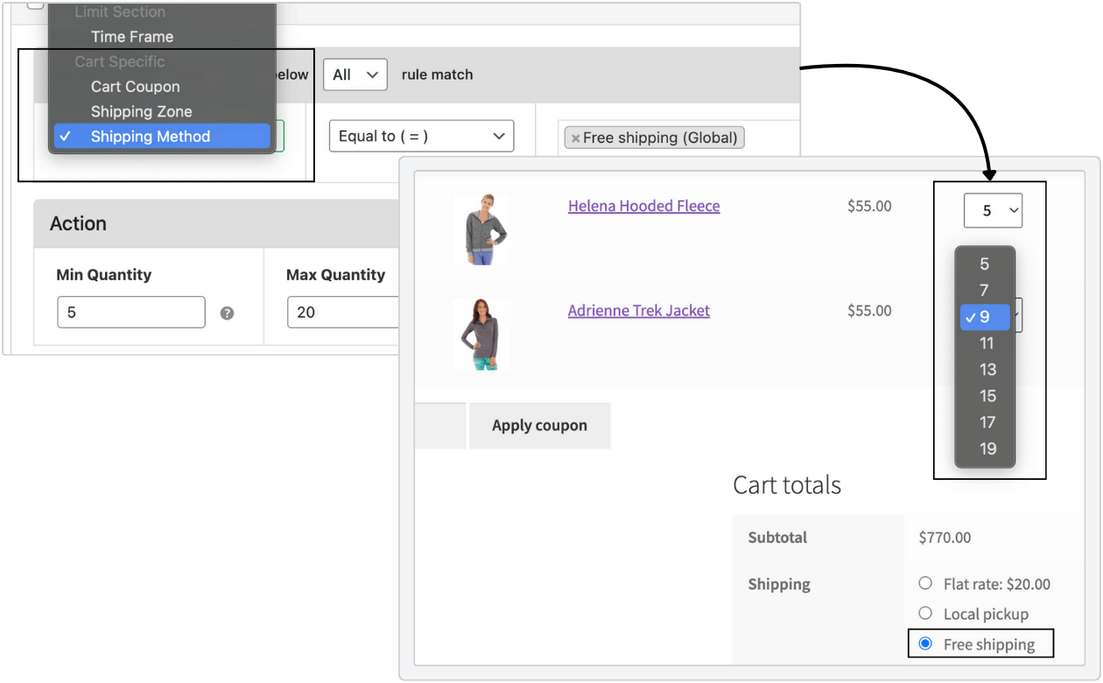 Limit Section
Time Frame
Cart Specific
Cart Coupon
Shipping Zone
✓ Shipping Method
elow All rule match
Equal to ( = )
×Free shipping (Global)
Action
Min Quantity
Max Quantity
5
?
20
Helena Hooded Fleece $55.00 5
Adrienne Trek Jacket $55.00
5
7
✓ 9
11
13
15
17
19
Apply coupon
Cart totals
Subtotal $770.00
Shipping Flat rate: $20.00
Local pickup
Free shipping